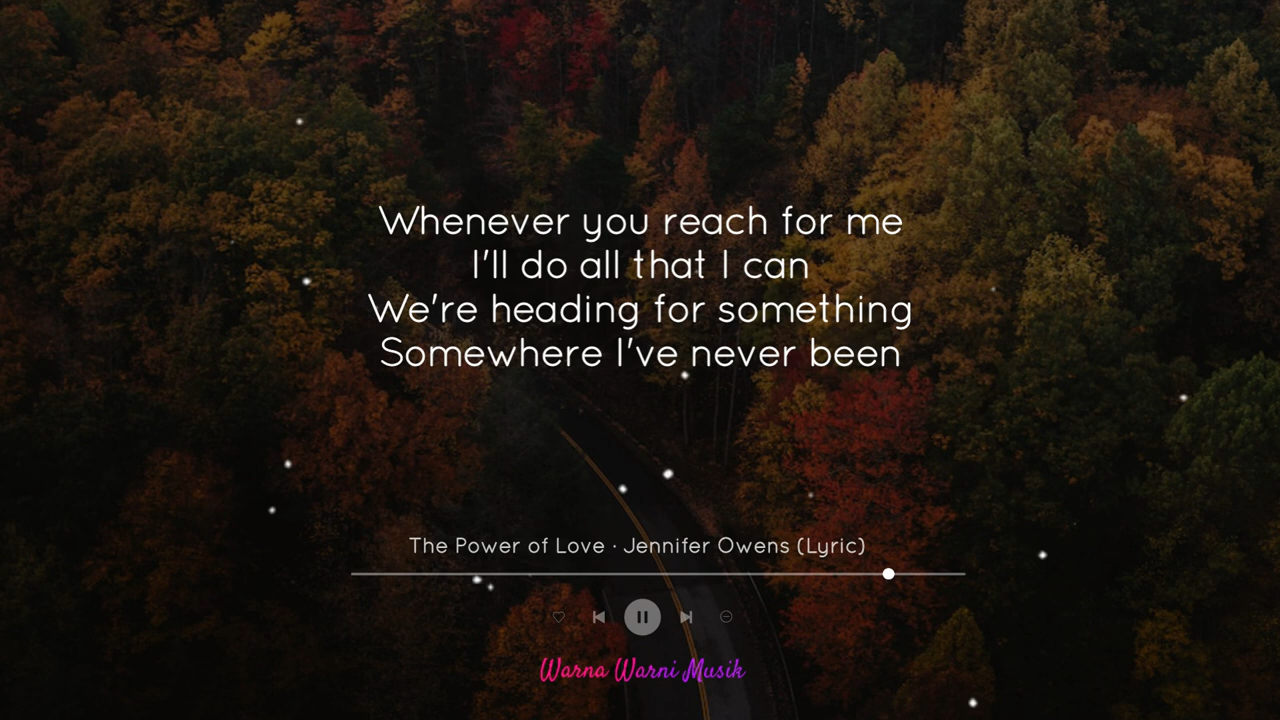 Whenever you reach for me
I'll do all that I can
We're heading for something
Somewhere I've never been
The Power of Love · Jennifer Owens (Lyric)
Warna Warni Musik